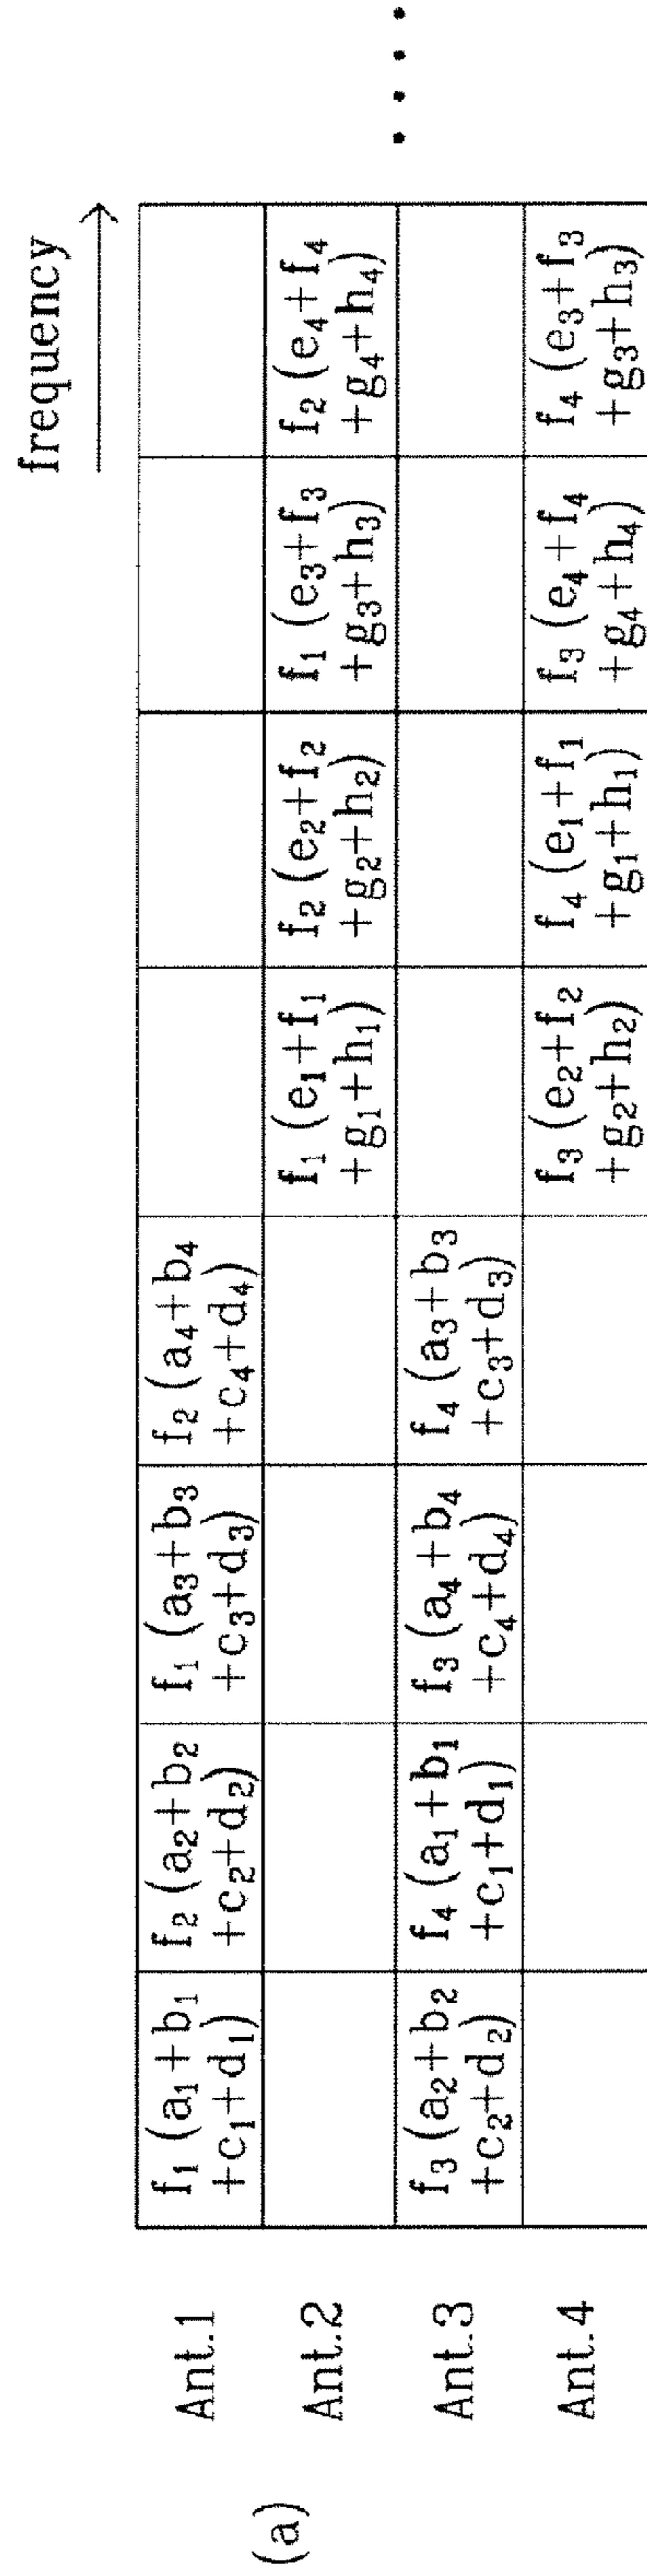 frequency
(a)
Ant.1
f₁ (a₁+b₁
+c₁+d₁)
f₂ (a₂+b₂
+c₂+d₂)
f₁ (a₃+b₃
+c₃+d₃)
f₂ (a₄+b₄
+c₄+d₄)
Ant.2
f₁ (e₁+f₁
+g₁+h₁)
f₂ (e₂+f₂
+g₂+h₂)
f₁ (e₃+f₃
+g₃+h₃)
f₂ (e₄+f₄
+g₄+h₄)
Ant.3
f₃ (a₂+b₂
+c₂+d₂)
f₄ (a₁+b₁
+c₁+d₁)
f₃ (a₄+b₄
+c₄+d₄)
f₄ (a₃+b₃
+c₃+d₃)
Ant.4
f₃ (e₂+f₂
+g₂+h₂)
f₄ (e₁+f₁
+g₁+h₁)
f₃ (e₄+f₄
+g₄+h₄)
f₄ (e₃+f₃
+g₃+h₃)